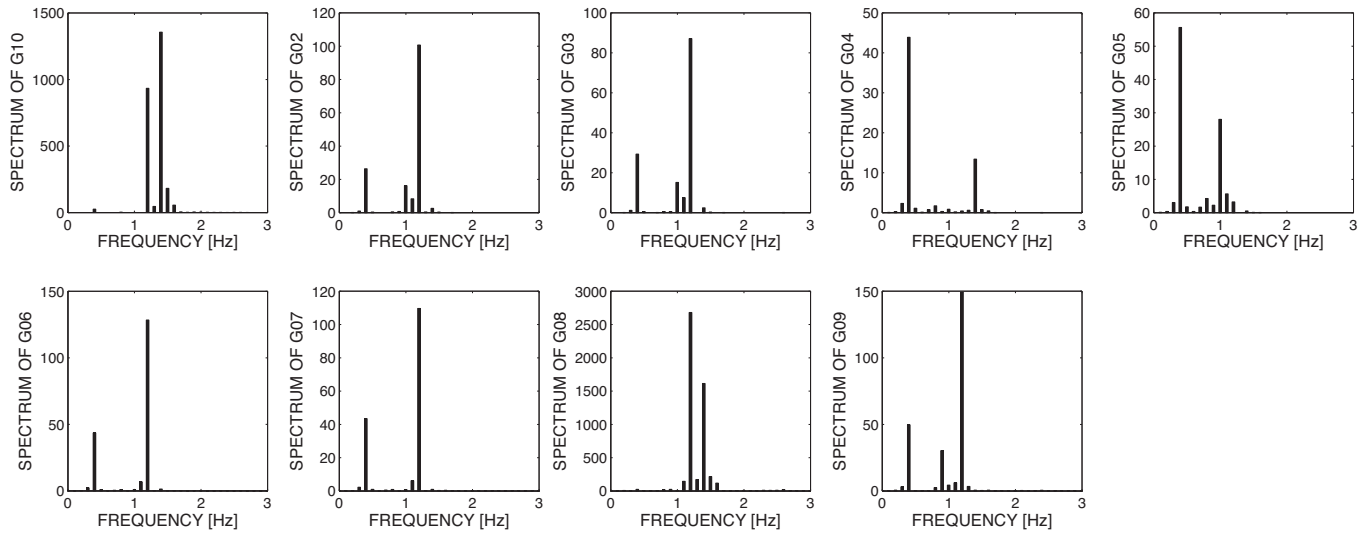 SPECTRUM OF G10
1500
1000
500
0
0 1 2 3
FREQUENCY [Hz]
SPECTRUM OF G02
120
100
80
60
40
20
0
0 1 2 3
FREQUENCY [Hz]
SPECTRUM OF G03
100
80
60
40
20
0
0 1 2 3
FREQUENCY [Hz]
SPECTRUM OF G04
50
40
30
20
10
0
0 1 2 3
FREQUENCY [Hz]
SPECTRUM OF G05
60
50
40
30
20
10
0
0 1 2 3
FREQUENCY [Hz]
SPECTRUM OF G06
150
100
50
0
0 1 2 3
FREQUENCY [Hz]
SPECTRUM OF G07
120
100
80
60
40
20
0
0 1 2 3
FREQUENCY [Hz]
SPECTRUM OF G08
3000
2500
2000
1500
1000
500
0
0 1 2 3
FREQUENCY [Hz]
SPECTRUM OF G09
150
100
50
0
0 1 2 3
FREQUENCY [Hz]